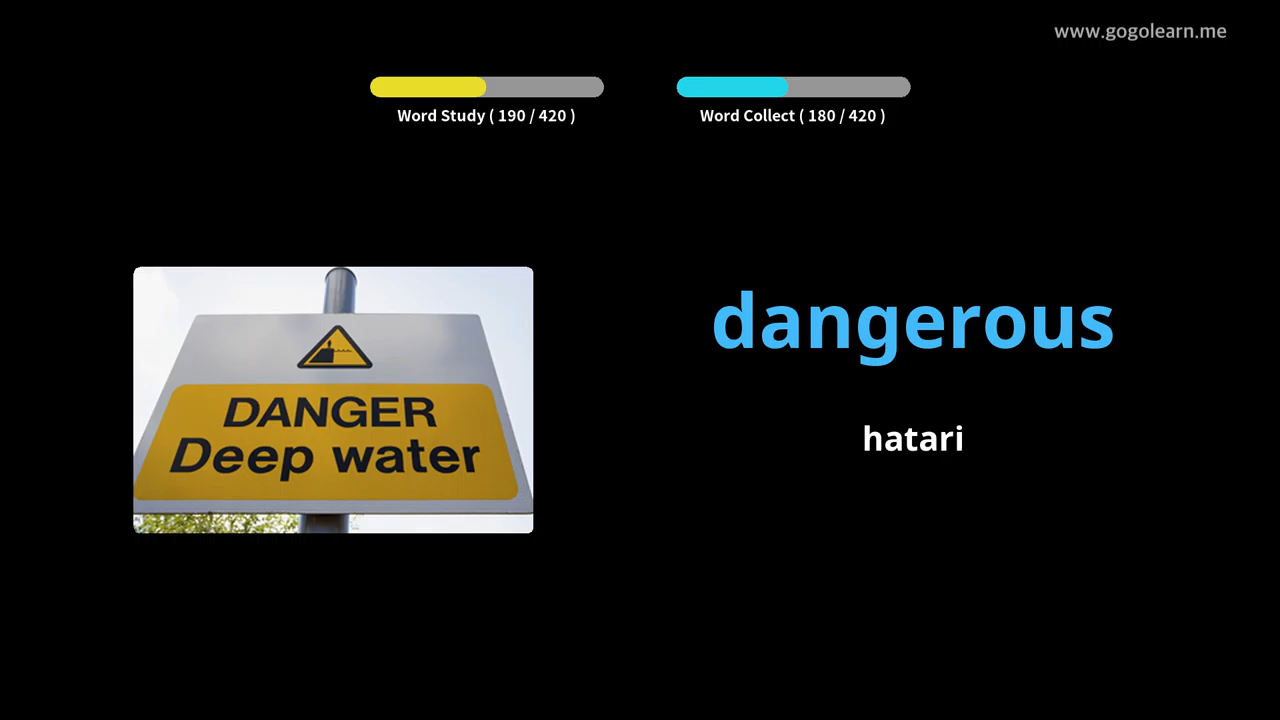 www.gogolearn.me
Word Study ( 190 / 420 )
Word Collect ( 180 / 420 )
DANGER
Deep water
dangerous
hatari